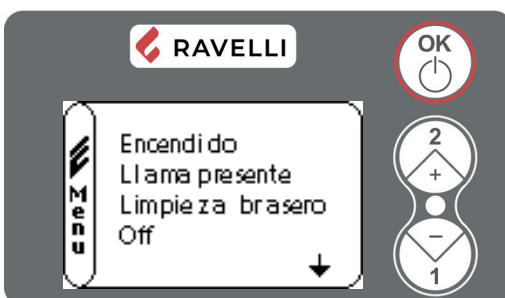 RAVELLI
OK
Menu
Encendido
Llama presente
Limpieza brasero
Off
2
+
-
1